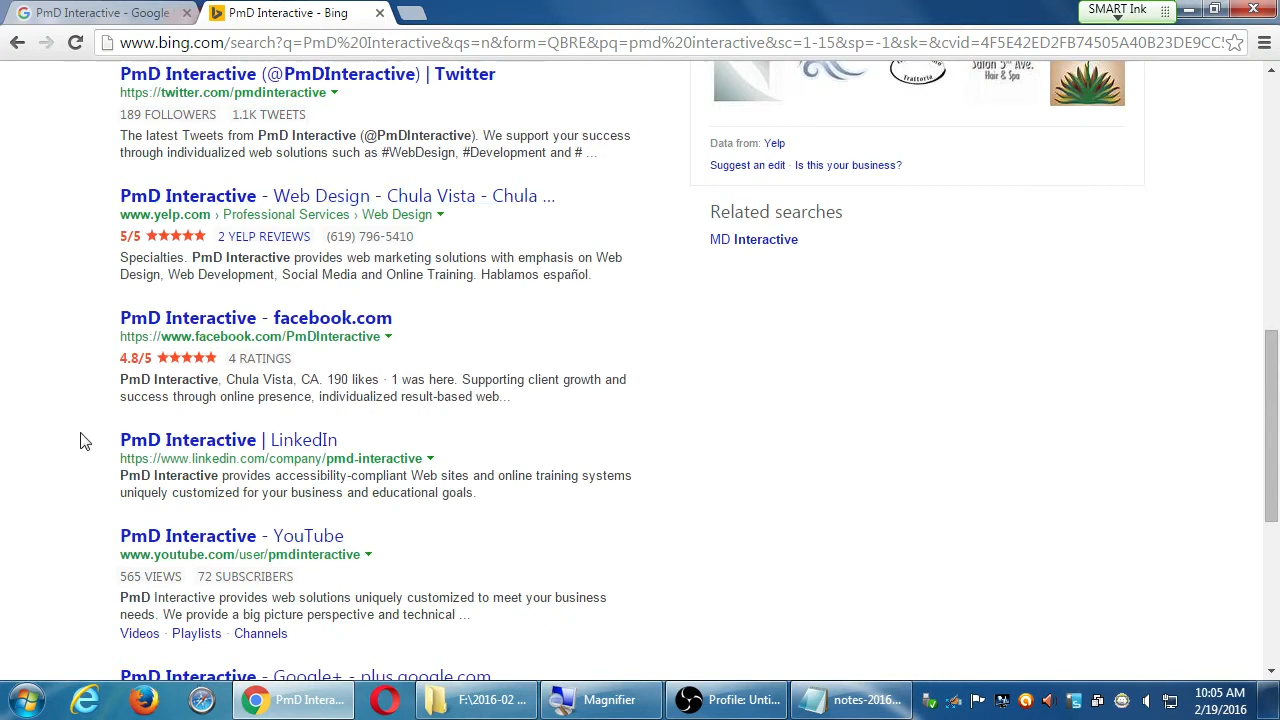 PmD Interactive - Google
PmD Interactive - Bing
SMART Ink
www.bing.com/search?q=PmD%20Interactive&qs=n&form=QBRE&pq=pmd%20interactive&sc=1-15&sp=-1&sk=&cvid=4F5E42ED2FB74505A40B23DE9CC5
PmD Interactive (@PmDInteractive) | Twitter
https://twitter.com/pmdinteractive
189 FOLLOWERS 1.1K TWEETS
The latest Tweets from PmD Interactive (@PmDInteractive). We support your success
through individualized web solutions such as #WebDesign, #Development and # ...
PmD Interactive - Web Design - Chula Vista - Chula ...
www.yelp.com › Professional Services › Web Design
5/5 2 YELP REVIEWS (619) 796-5410
Specialties. PmD Interactive provides web marketing solutions with emphasis on Web
Design, Web Development, Social Media and Online Training. Hablamos español.
PmD Interactive - facebook.com
https://www.facebook.com/PmDInteractive
4.8/5 4 RATINGS
PmD Interactive, Chula Vista, CA. 190 likes · 1 was here. Supporting client growth and
success through online presence, individualized result-based web...
PmD Interactive | LinkedIn
https://www.linkedin.com/company/pmd-interactive
PmD Interactive provides accessibility-compliant Web sites and online training systems
uniquely customized for your business and educational goals.
PmD Interactive - YouTube
www.youtube.com/user/pmdinteractive
565 VIEWS 72 SUBSCRIBERS
PmD Interactive provides web solutions uniquely customized to meet your business
needs. We provide a big picture perspective and technical ...
Videos · Playlists · Channels
PmD Interactive - Google+ - plus.google.com
Trattoria
Salon 5th Ave.
Hair & Spa
Data from: Yelp
Suggest an edit · Is this your business?
Related searches
MD Interactive
PmD Intera...
F:\2016-02 ...
Magnifier
Profile: Unti...
notes-2016...
10:05 AM
2/19/2016